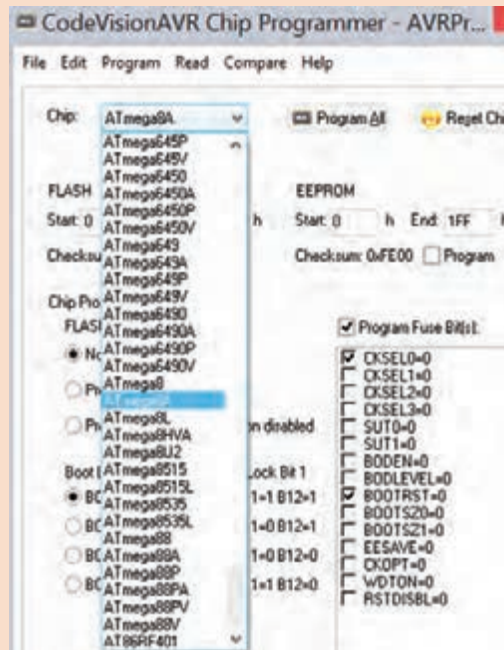 CodeVisionAVR Chip Programmer - AVRPr...
File Edit Program Read Compare Help
Chip: ATmega8A Program All Reset Chi
ATmega645P
ATmega645V
ATmega6450
ATmega6450A
ATmega6450P
ATmega6450V
ATmega649
ATmega649A
ATmega649P
ATmega649V
ATmega6490
ATmega6490A
ATmega6490P
ATmega6490V
ATmega8
ATmega8A
ATmega8L
ATmega8HVA
ATmega8U2
ATmega8515
ATmega8515L
ATmega8535
ATmega8535L
ATmega88
ATmega88A
ATmega88P
ATmega88PA
ATmega88PV
ATmega88V
AT86RF401
FLASH
Start: 0 h
Checksu
Chip Pro
FLAS
No
Pr
Pr on disabled
Boot L Lock Bit 1
B0 1=1 B12=1
B0 1=0 B12=1
B0 1=0 B12=0
B0 1=1 B12=0
EEPROM
Start: 0 h End: 1FF h
Checksum: 0xFE00 Program
Program Fuse Bit(s):
CKSEL0=0
CKSEL1=0
CKSEL2=0
CKSEL3=0
SUT0=0
SUT1=0
BODEN=0
BODLEVEL=0
BOOTRST=0
BOOTSZ0=0
BOOTSZ1=0
EESAVE=0
CKOPT=0
WDTON=0
RSTDISBL=0